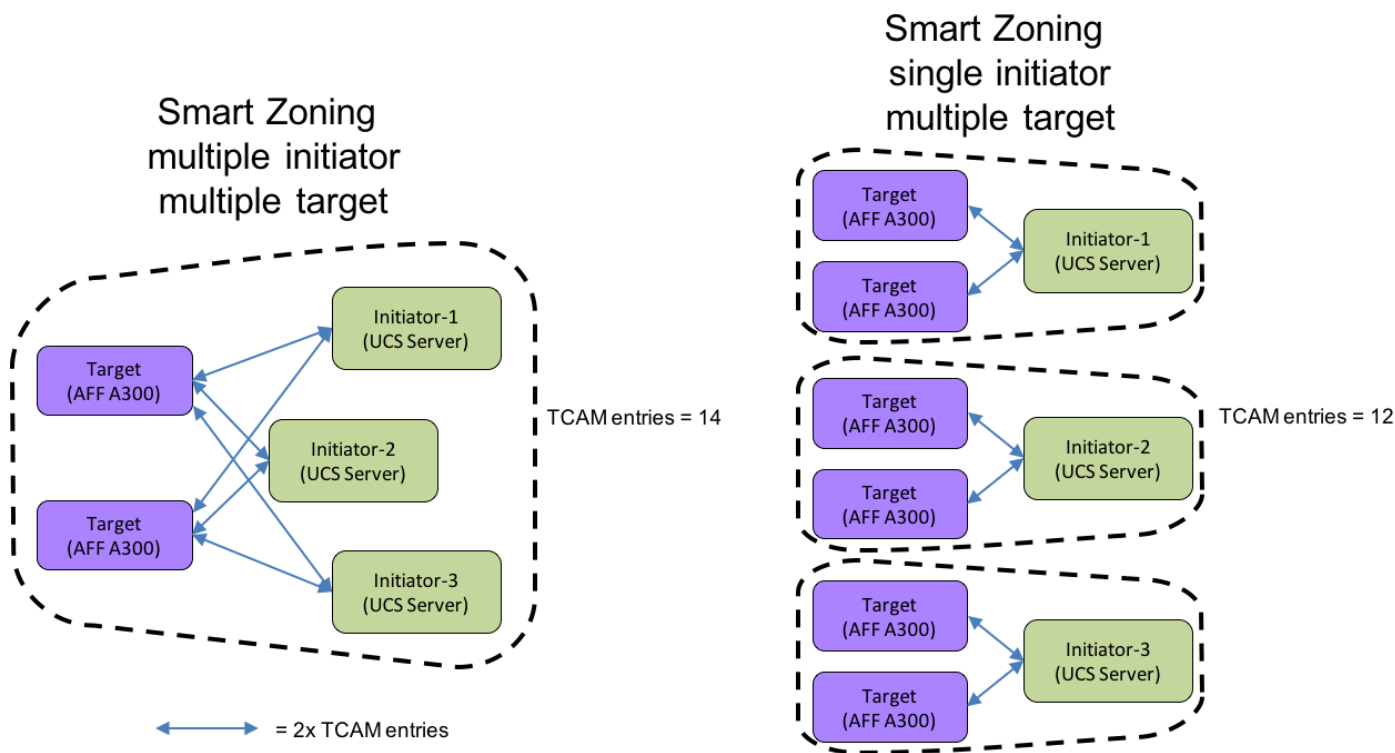 Smart Zoning
multiple initiator
multiple target
Target
(AFF A300)
Target
(AFF A300)
Initiator-1
(UCS Server)
Initiator-2
(UCS Server)
Initiator-3
(UCS Server)
TCAM entries = 14
= 2x TCAM entries
Smart Zoning
single initiator
multiple target
Target
(AFF A300)
Target
(AFF A300)
Initiator-1
(UCS Server)
Target
(AFF A300)
Target
(AFF A300)
Initiator-2
(UCS Server)
TCAM entries = 12
Target
(AFF A300)
Target
(AFF A300)
Initiator-3
(UCS Server)